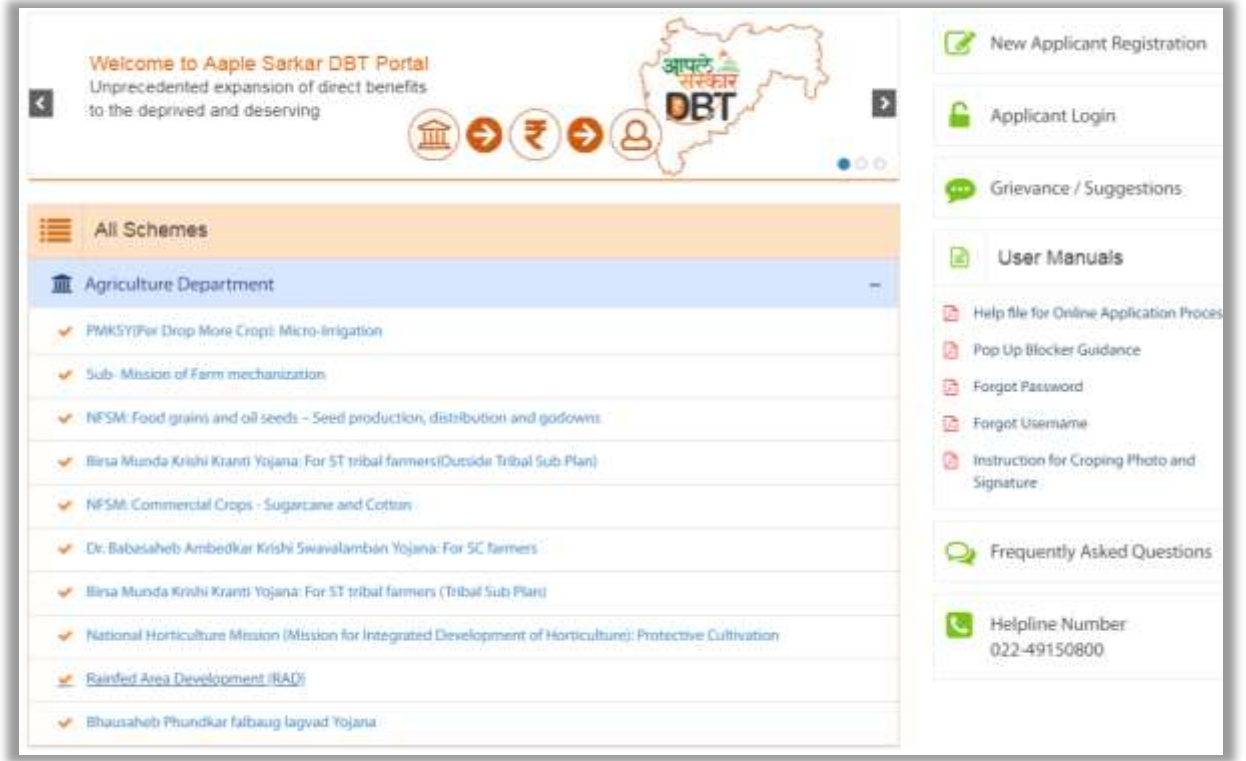 Welcome to Aaple Sarkar DBT Portal
Unprecedented expansion of direct benefits
to the deprived and deserving
आपले
सरकार
DBT
All Schemes
Agriculture Department
PMKSY(Per Drop More Crop): Micro-Irrigation
Sub- Mission of Farm mechanization
NFSM: Food grains and oil seeds – Seed production, distribution and godowns
Birsa Munda Krishi Kranti Yojana: For ST tribal farmers(Outside Tribal Sub Plan)
NFSM: Commercial Crops - Sugarcane and Cotton
Dr. Babasaheb Ambedkar Krishi Swavalamban Yojana: For SC farmers
Birsa Munda Krishi Kranti Yojana: For ST tribal farmers (Tribal Sub Plan)
National Horticulture Mission (Mission for Integrated Development of Horticulture): Protective Cultivation
Rainfed Area Development (RAD)
Bhausaheb Phundkar falbaug lagvad Yojana
New Applicant Registration
Applicant Login
Grievance / Suggestions
User Manuals
Help file for Online Application Proces
Pop Up Blocker Guidance
Forgot Password
Forgot Username
Instruction for Croping Photo and
Signature
Frequently Asked Questions
Helpline Number
022-49150800